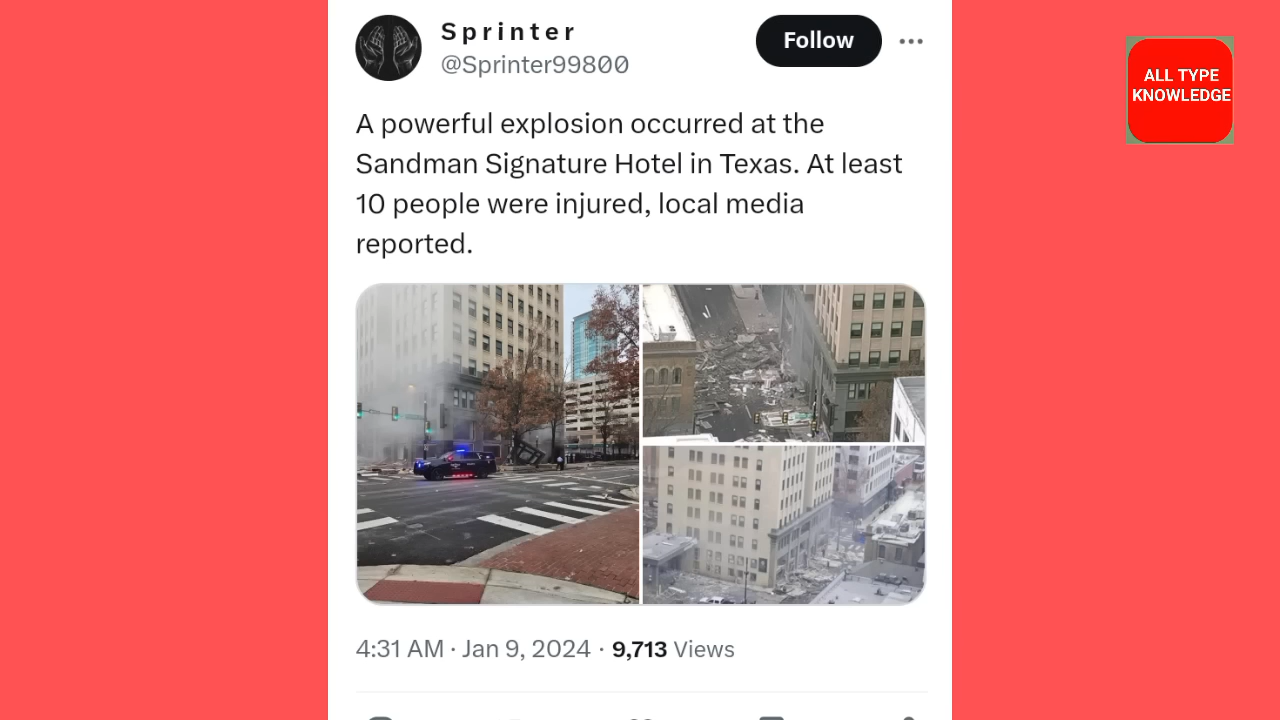 Sprinter
@Sprinter99800
Follow
ALL TYPE
KNOWLEDGE
A powerful explosion occurred at the
Sandman Signature Hotel in Texas. At least
10 people were injured, local media
reported.
4:31 AM · Jan 9, 2024 · 9,713 Views